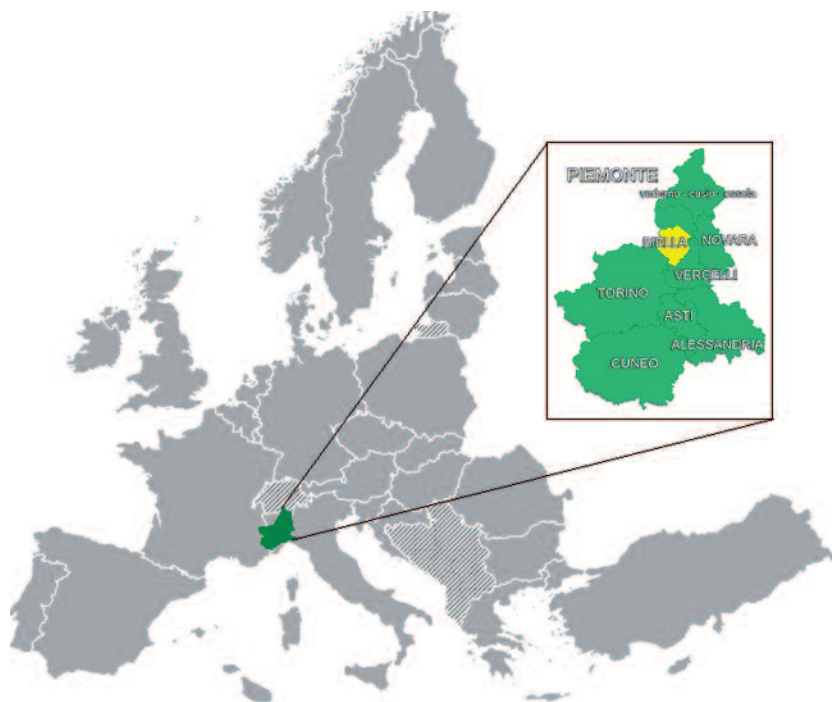 PIEMONTE
verbano - cusio - ossola
BIELLA
NOVARA
VERCELLI
TORINO
ASTI
ALESSANDRIA
CUNEO